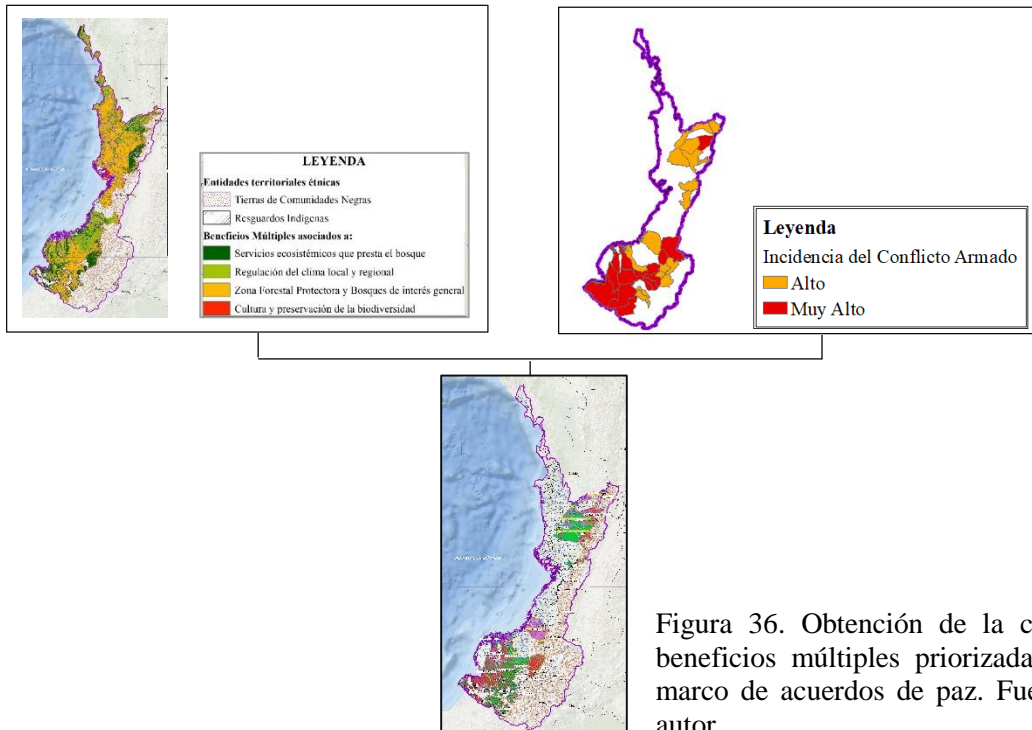 LEYENDA
Entidades territoriales étnicas
Tierras de Comunidades Negras
Resguardos Indígenas
Beneficios Múltiples asociados a:
Servicios ecosistémicos que presta el bosque
Regulación del clima local y regional
Zona Forestal Protectora y Bosques de interés general
Cultura y preservación de la biodiversidad
Leyenda
Incidencia del Conflicto Armado
Alto
Muy Alto
Figura 36. Obtención de la c
beneficios múltiples priorizada
marco de acuerdos de paz. Fue
autor